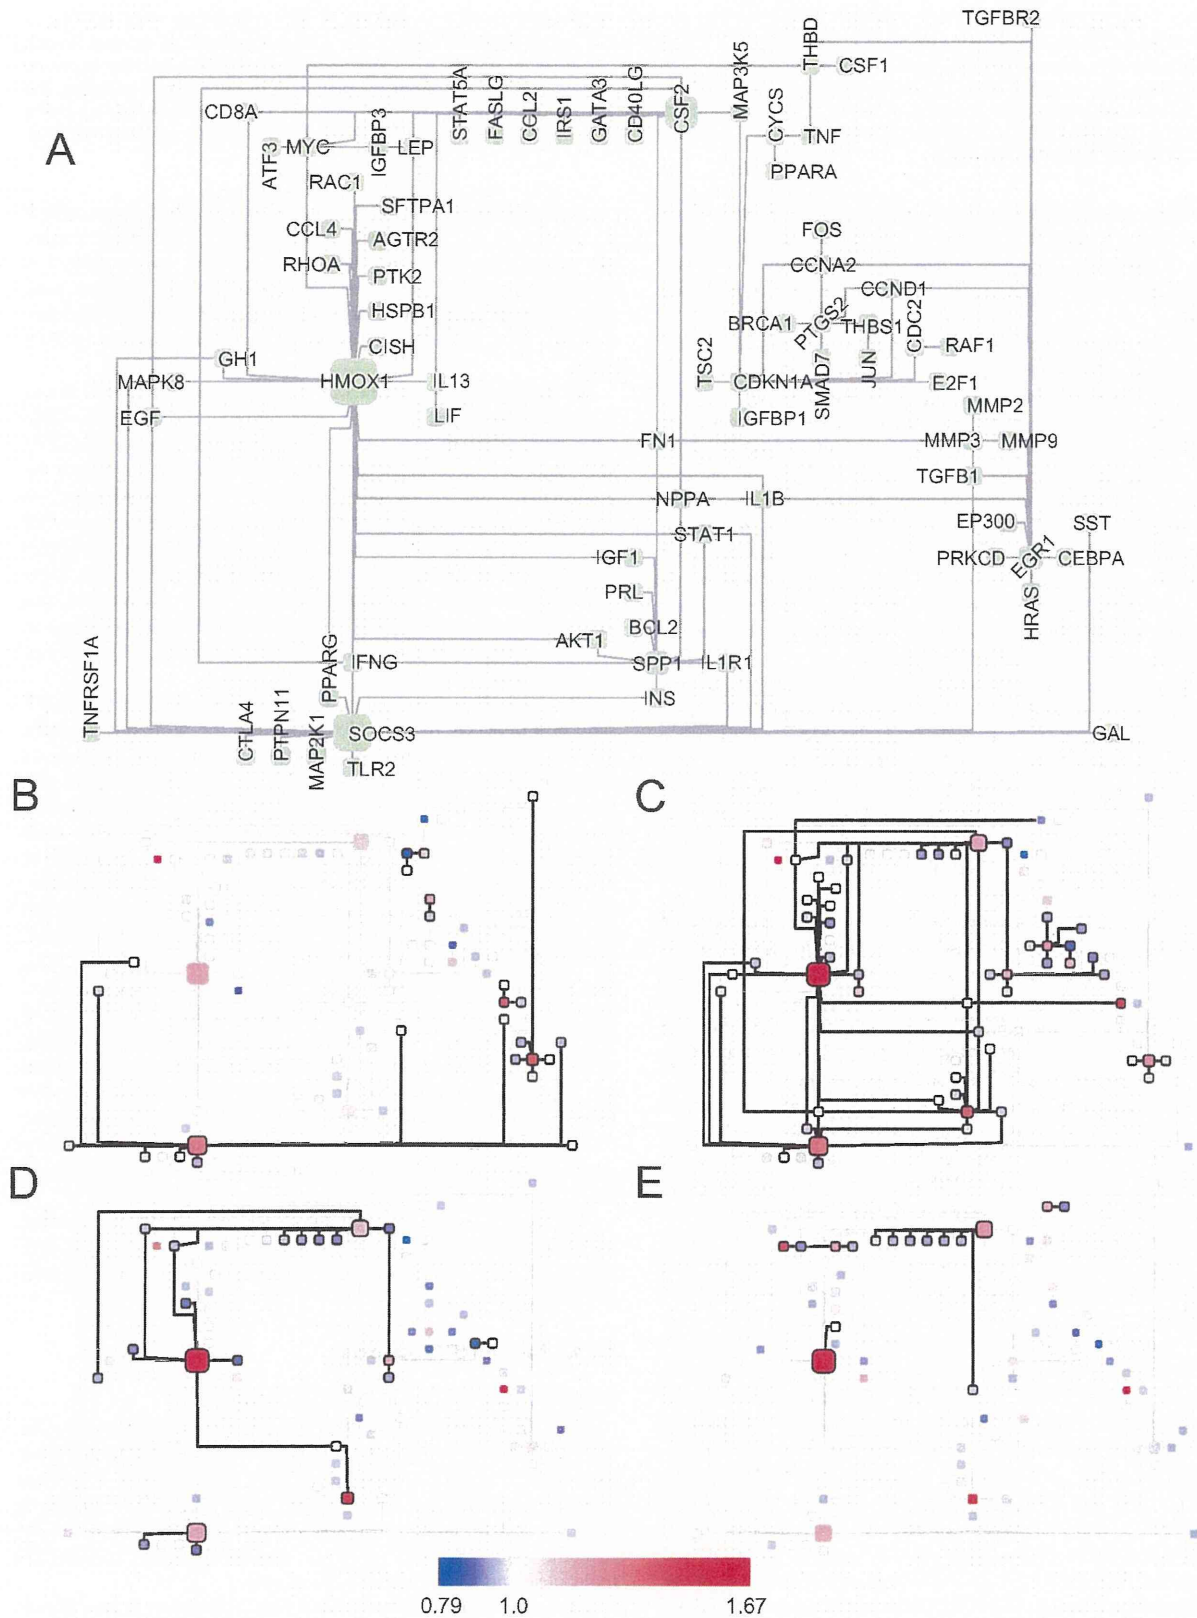 TGFBR2
THBD
CSF1
STAT5A
FASLG
CCL2
IRS1
GATA3
CD40LG
CSF2
MAP3K5
CYCS
TNF
PPARA
CD8A
A
ATF3
MYC
IGFBP3
LEP
RAC1
SFTPA1
CCL4
AGTR2
RHOA
PTK2
HSPB1
CISH
GH1
MAPK8
HMOX1
IL13
EGF
LIF
FOS
CCNA2
CCND1
BRCA1
PTGS2
THBS1
CDC2
RAF1
TSC2
CDKN1A
SMAD7
JUN
E2F1
IGFBP1
MMP2
FN1
MMP3
MMP9
TGFB1
NPPA
IL1B
EP300
SST
STAT1
IGF1
PRKCD
EGR1
CEBPA
PRL
HRAS
BCL2
AKT1
TNFRSF1A
PPARG
IFNG
SPP1
IL1R1
INS
CTLA4
PTPN11
MAP2K1
SOCS3
GAL
TLR2
B
C
D
E
0.79 1.0 1.67